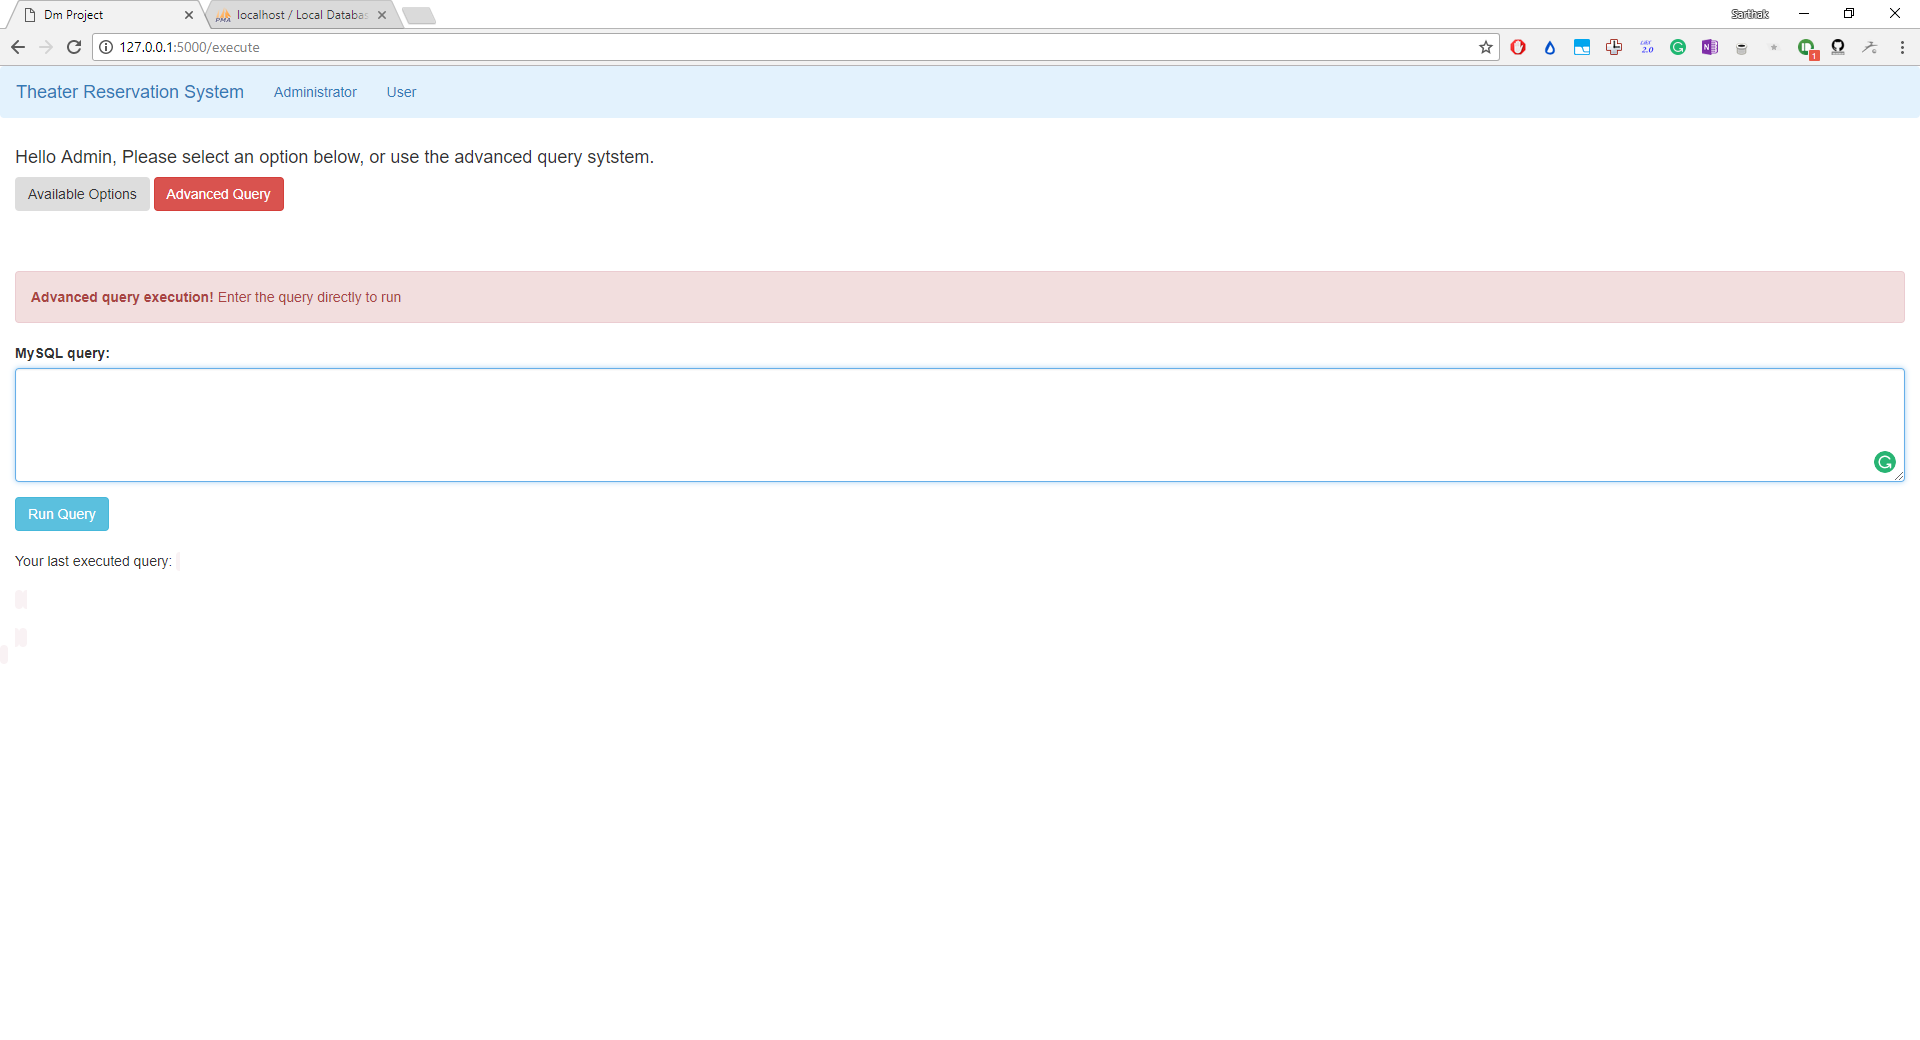 Dm Project
localhost / Local Databas
Sarthak
127.0.0.1:5000/execute
Theater Reservation System Administrator User
Hello Admin, Please select an option below, or use the advanced query sytstem.
Available Options Advanced Query
Advanced query execution! Enter the query directly to run
MySQL query:
Run Query
Your last executed query: